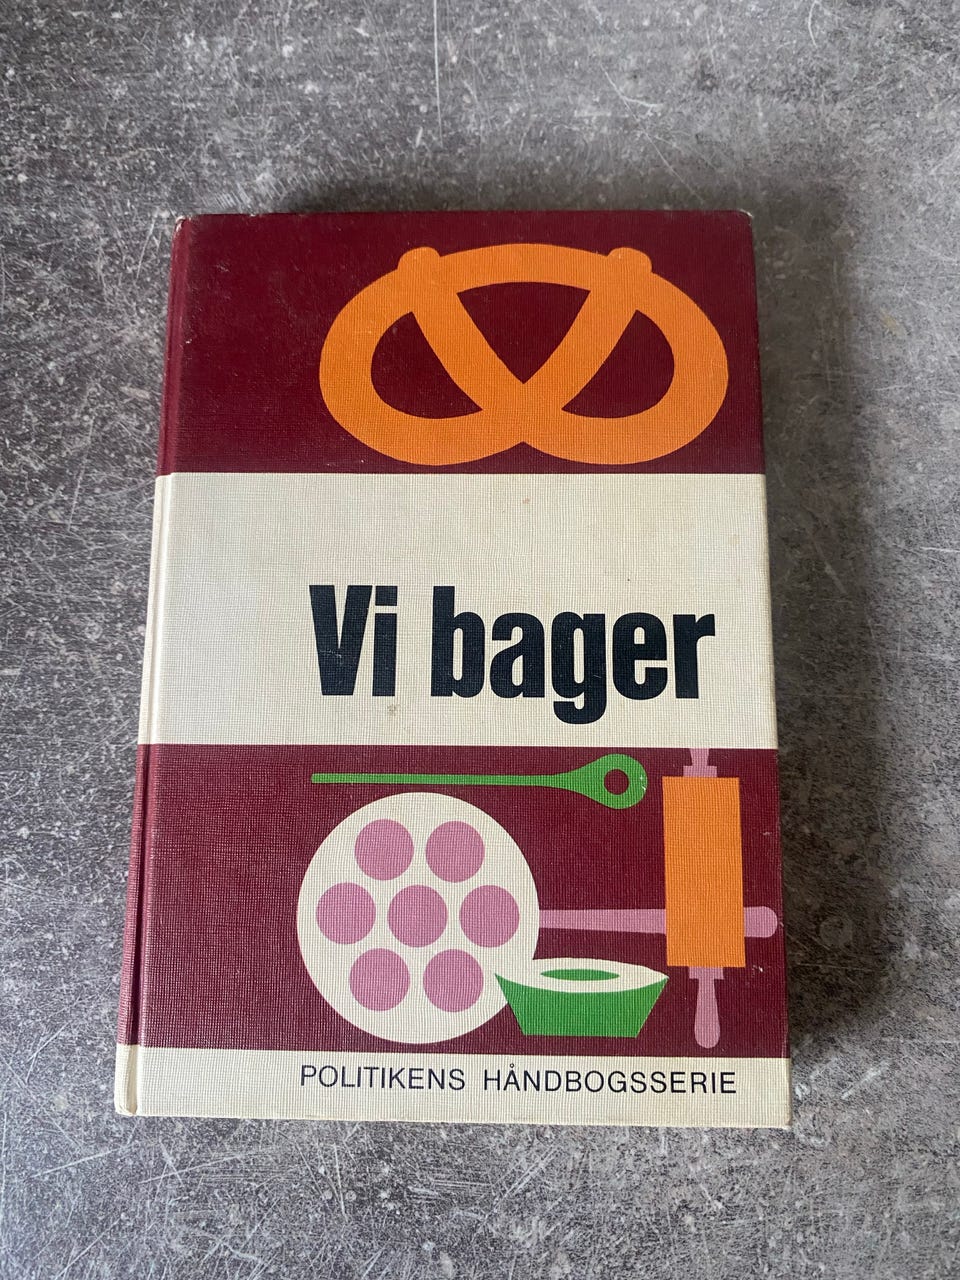 Vi bager
POLITIKENS HÅNDBOGSSERIE